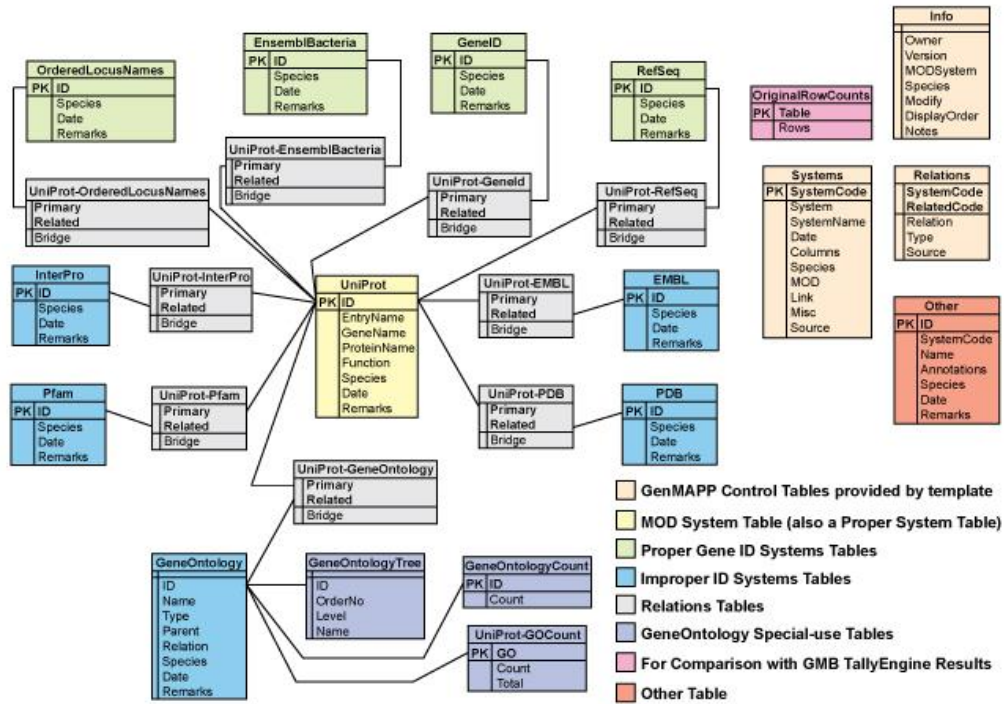 OrderedLocusNames
PK ID
Species
Date
Remarks
EnsemblBacteria
PK ID
Species
Date
Remarks
GeneID
PK ID
Species
Date
Remarks
RefSeq
PK ID
Species
Date
Remarks
OriginalRowCounts
PK Table
Rows
Info
Owner
Version
MODSystem
Species
Modify
DisplayOrder
Notes
UniProt-OrderedLocusNames
Primary
Related
Bridge
UniProt-EnsemblBacteria
Primary
Related
Bridge
UniProt-GeneId
Primary
Related
Bridge
UniProt-RefSeq
Primary
Related
Bridge
Systems
PK SystemCode
System
SystemName
Date
Columns
Species
MOD
Link
Misc
Source
Relations
SystemCode
RelatedCode
Relation
Type
Source
InterPro
PK ID
Species
Date
Remarks
UniProt-InterPro
Primary
Related
Bridge
UniProt
PK ID
EntryName
GeneName
ProteinName
Function
Species
Date
Remarks
UniProt-EMBL
Primary
Related
Bridge
EMBL
PK ID
Species
Date
Remarks
Other
PK ID
SystemCode
Name
Annotations
Species
Date
Remarks
Pfam
PK ID
Species
Date
Remarks
UniProt-Pfam
Primary
Related
Bridge
UniProt-PDB
Primary
Related
Bridge
PDB
PK ID
Species
Date
Remarks
UniProt-GeneOntology
Primary
Related
Bridge
GeneOntology
ID
Name
Type
Parent
Relation
Species
Date
Remarks
GeneOntologyTree
ID
OrderNo
Level
Name
GeneOntologyCount
PK ID
Count
UniProt-GOCount
PK GO
Count
Total
GenMAPP Control Tables provided by template
MOD System Table (also a Proper System Table)
Proper Gene ID Systems Tables
Improper ID Systems Tables
Relations Tables
GeneOntology Special-use Tables
For Comparison with GMB TallyEngine Results
Other Table